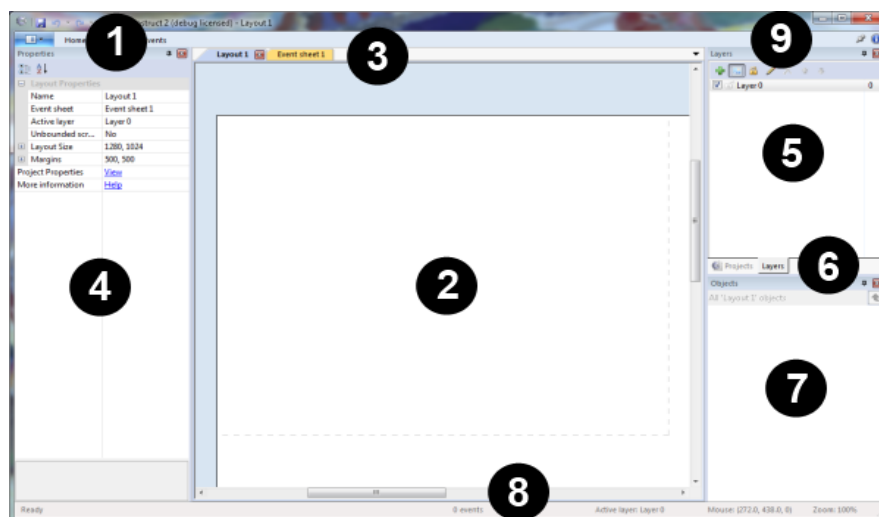 onstruct 2 (debug licensed) - Layout 1
1
9
Home
vents
3
Properties
Layout 1
Event sheet 1
Layers
Layout Properties
Name Layout 1
Event sheet Event sheet 1
Active layer Layer 0
Unbounded scr... No
Layout Size 1280, 1024
Margins 500, 500
Project Properties View
More information Help
Layer 0 0
5
4
2
6
Projects Layers
Objects
All 'Layout 1' objects
7
8
Ready
0 events
Active layer: Layer 0
Mouse: (272.0, 438.0, 0)
Zoom: 100%